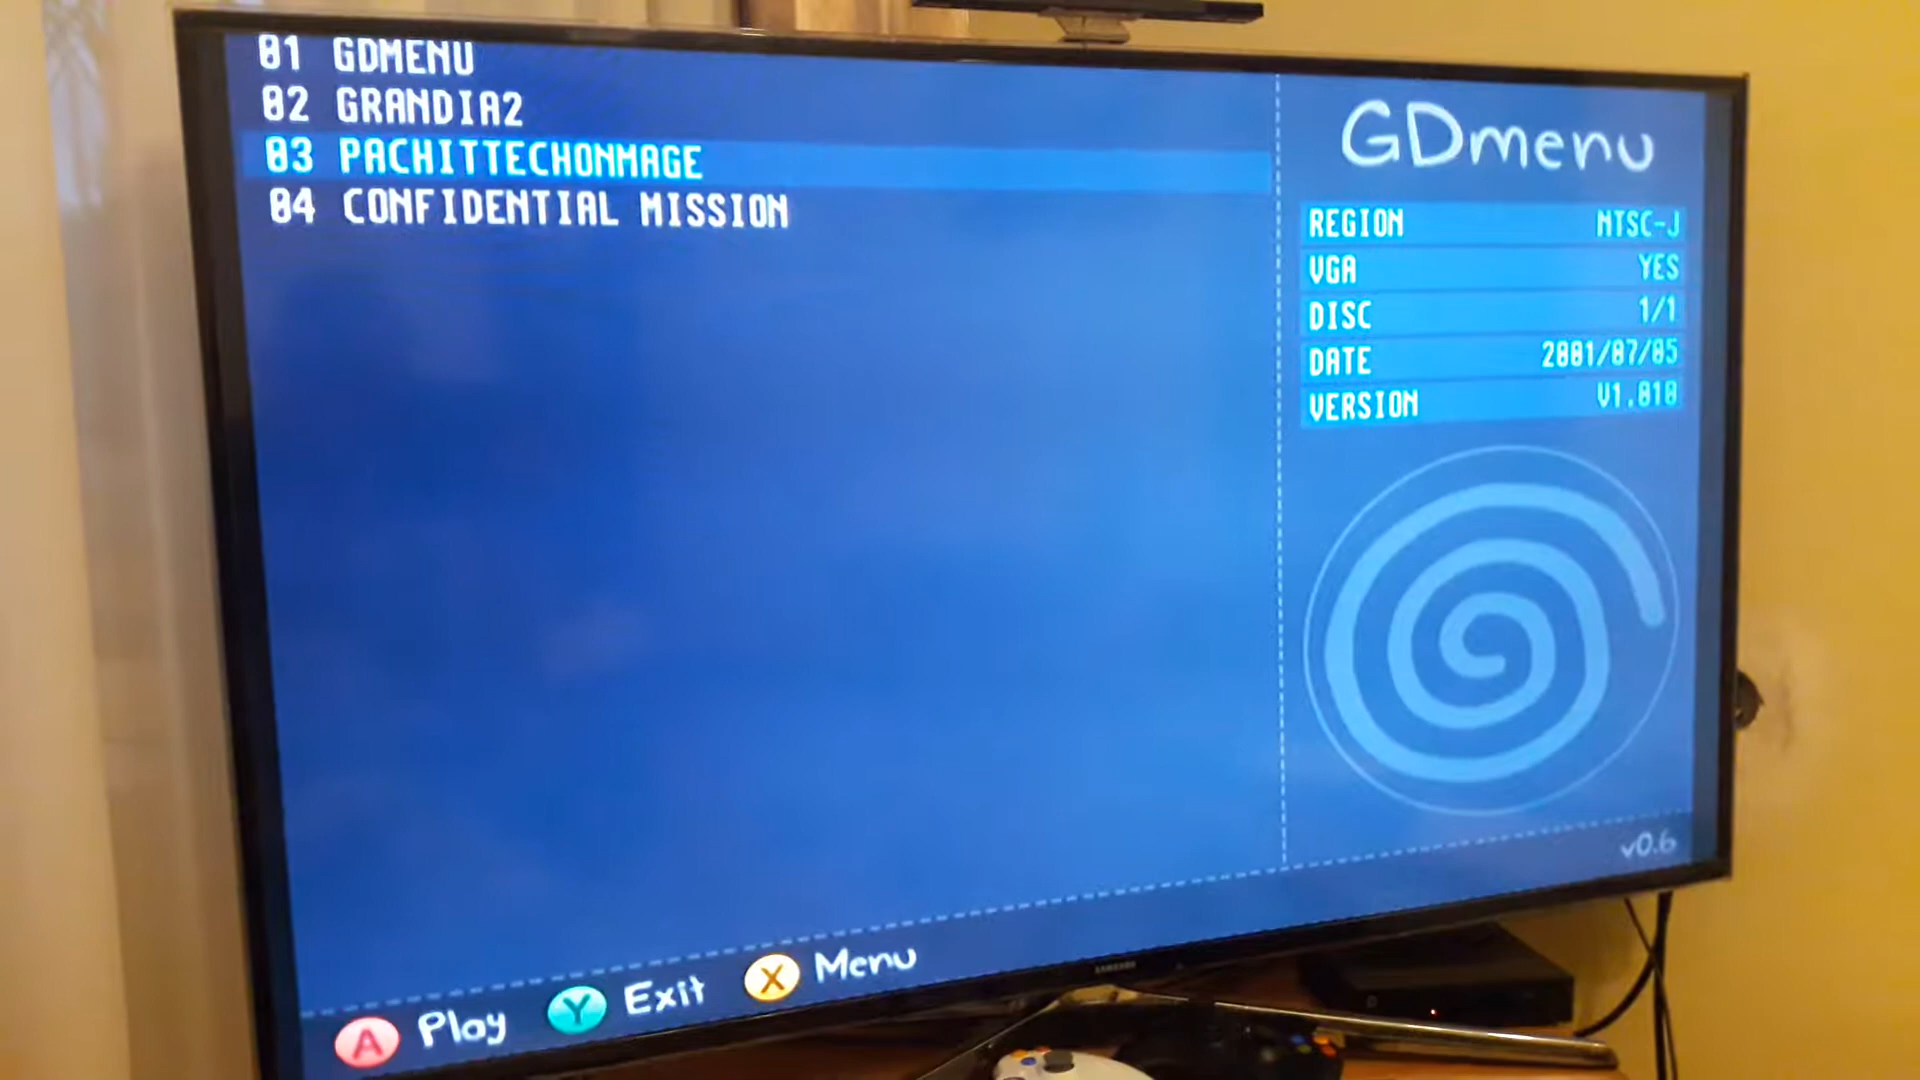 01 GDMENU
02 GRANDIA2
03 PACHITTECHONMAGE
04 CONFIDENTIAL MISSION
GDmenu
REGION NTSC-J
VGA YES
DISC 1/1
DATE 2001/07/05
VERSION V1.010
v0.6
A Play Y Exit X Menu
SAMSUNG